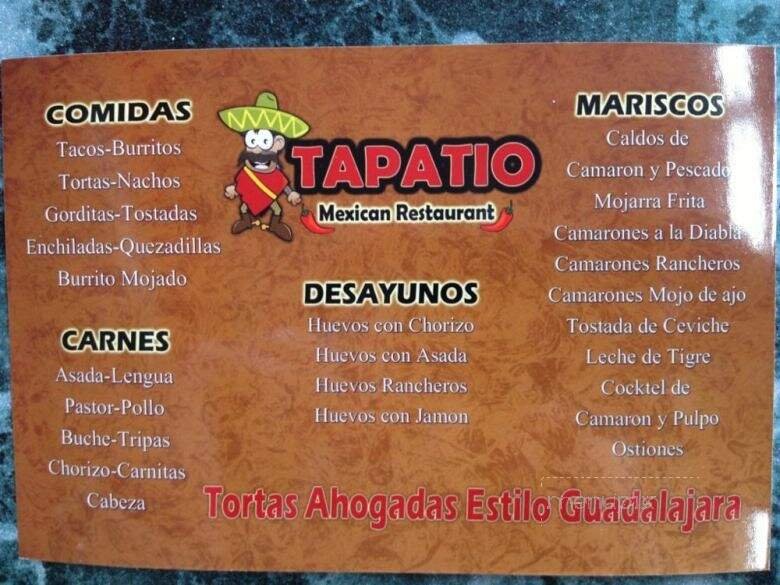 COMIDAS
Tacos-Burritos
Tortas-Nachos
Gorditas-Tostadas
Enchiladas-Quezadillas
Burrito Mojado
CARNES
Asada-Lengua
Pastor-Pollo
Buche-Tripas
Chorizo-Carnitas
Cabeza
TAPATIO
Mexican Restaurant
DESAYUNOS
Huevos con Chorizo
Huevos con Asada
Huevos Rancheros
Huevos con Jamon
MARISCOS
Caldos de
Camaron y Pescado
Mojarra Frita
Camarones a la Diabla
Camarones Rancheros
Camarones Mojo de ajo
Tostada de Ceviche
Leche de Tigre
Cocktel de
Camaron y Pulpo
Ostiones
Tortas Ahogadas Estilo Guadalajara